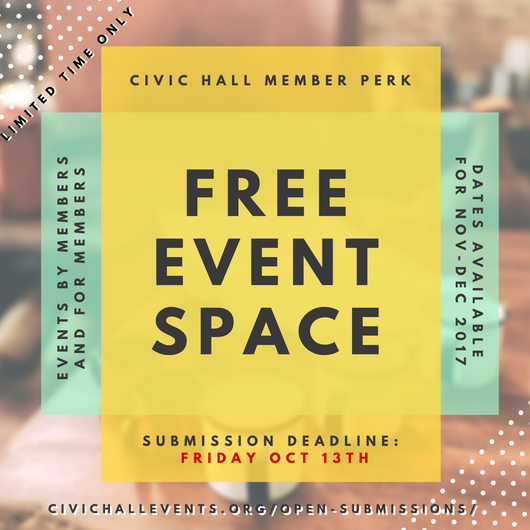 LIMITED TIME ONLY
CIVIC HALL MEMBER PERK
EVENTS BY MEMBERS
AND FOR MEMBERS
FREE
EVENT
SPACE
DATES AVAILABLE
FOR NOV-DEC 2017
SUBMISSION DEADLINE:
FRIDAY OCT 13TH
CIVICHALLEVENTS.ORG/OPEN-SUBMISSIONS/